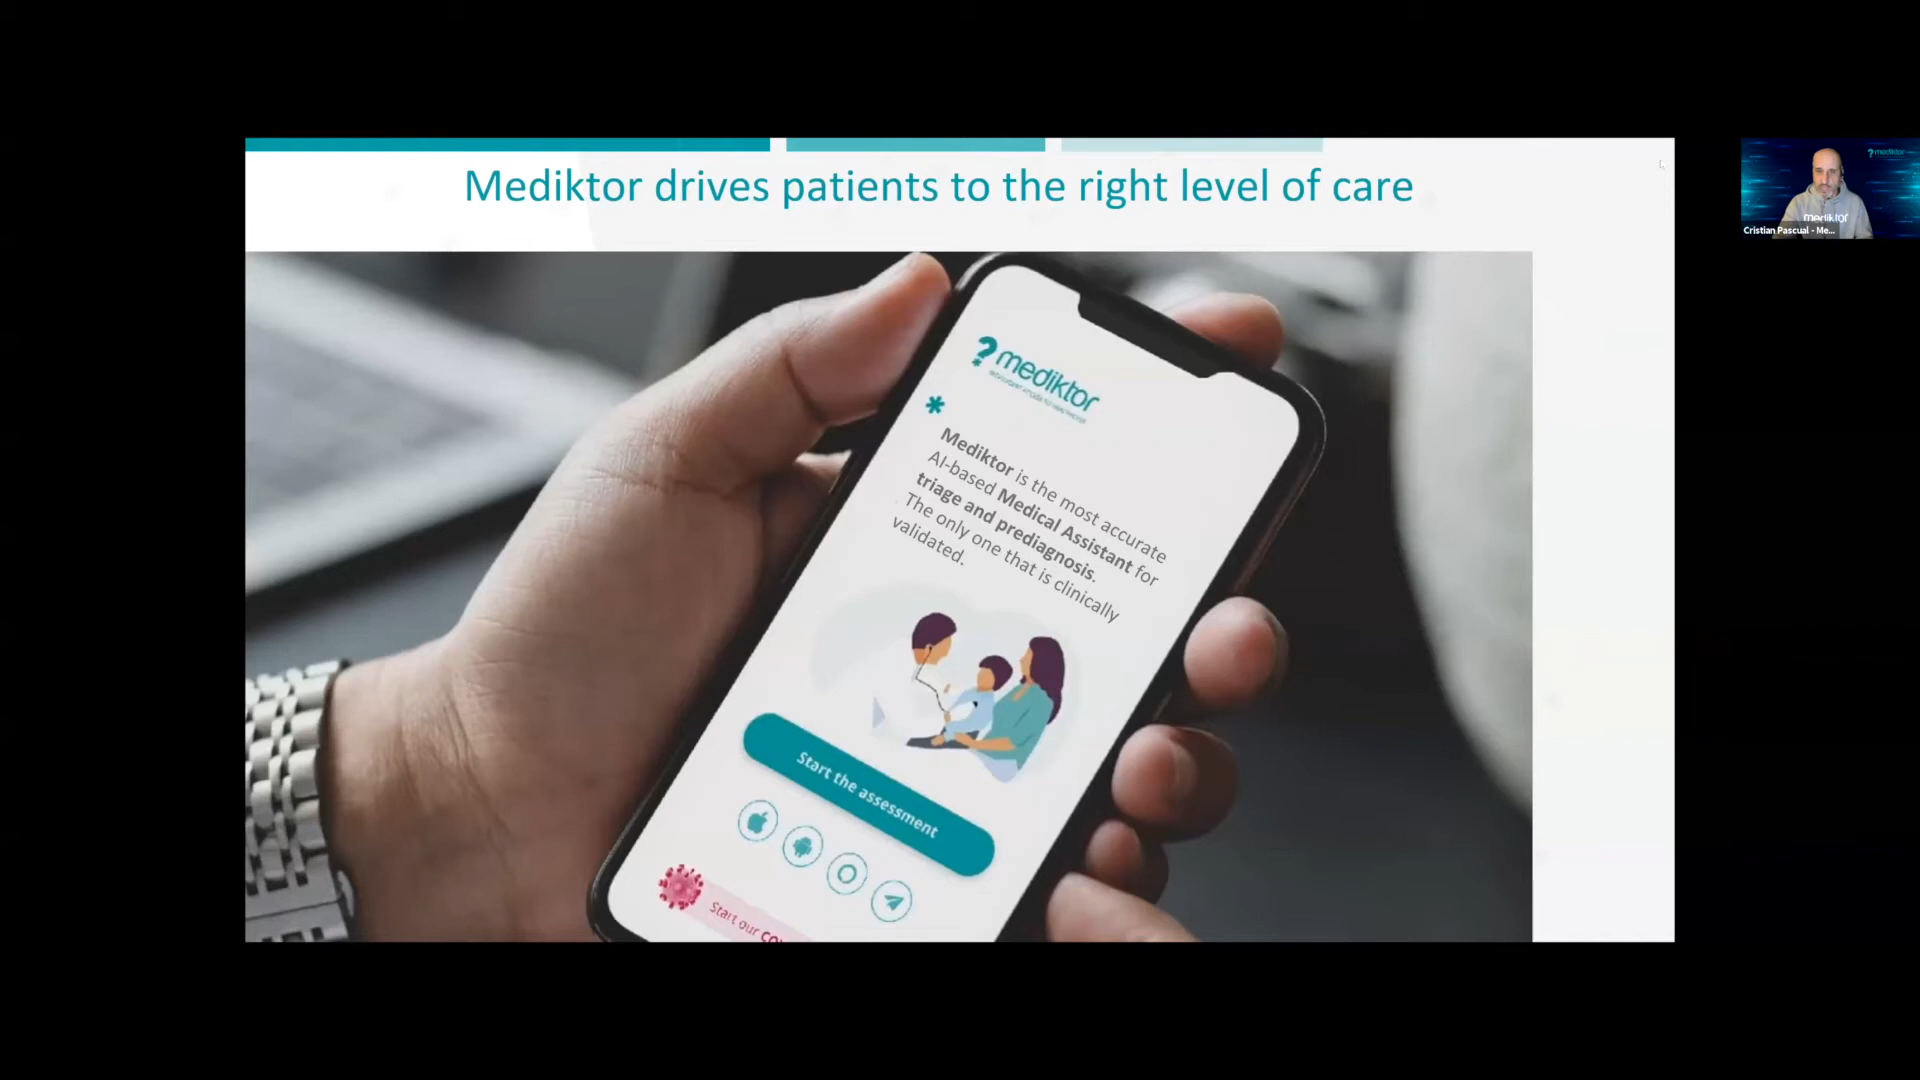 Mediktor drives patients to the right level of care
mediktor
Cristian Pascual - Me...
mediktor
? mediktor
Mediktor is the most accurate
AI-based Medical Assistant for
triage and prediagnosis.
The only one that is clinically
validated.
Start the assessment
Start our CO